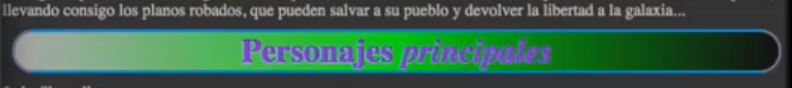 llevando consigo los planos robados, que pueden salvar a su pueblo y devolver la libertad a la galaxia...
Personajes principales